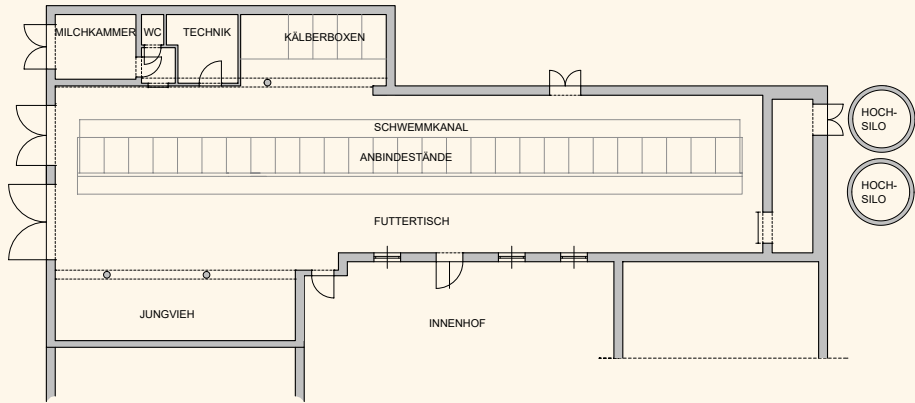 MILCHKAMMER
WC
TECHNIK
KÄLBERBOXEN
HOCH-
SILO
SCHWEMMKANAL
ANBINDESTÄNDE
HOCH-
SILO
FUTTERTISCH
JUNGVIEH
INNENHOF